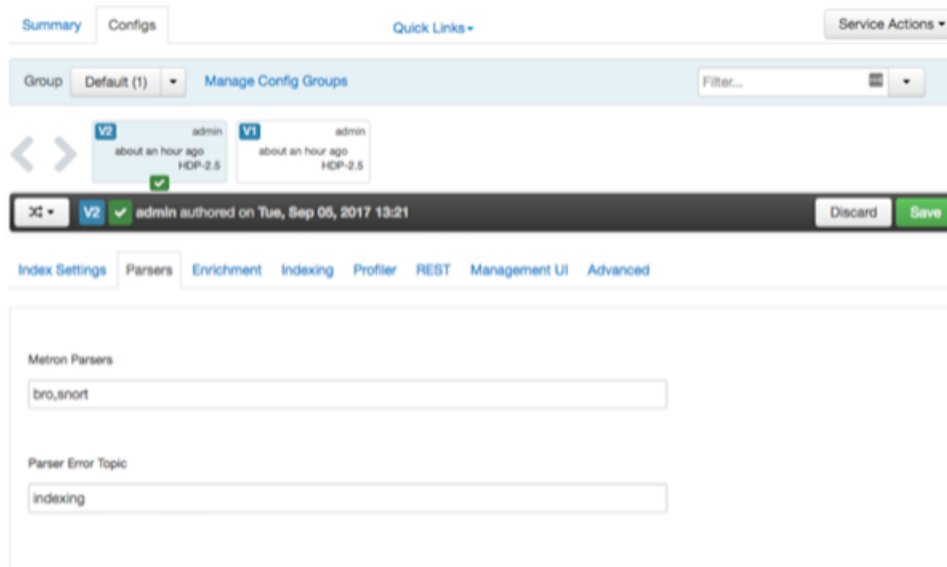 Summary Configs Quick Links Service Actions
Group Default (1) Manage Config Groups Filter...
V2 admin V1 admin
about an hour ago about an hour ago
HDP-2.5 HDP-2.5
V2 admin authored on Tue, Sep 05, 2017 13:21 Discard Save
Index Settings Parsers Enrichment Indexing Profiler REST Management UI Advanced
Metron Parsers
bro,snort
Parser Error Topic
indexing